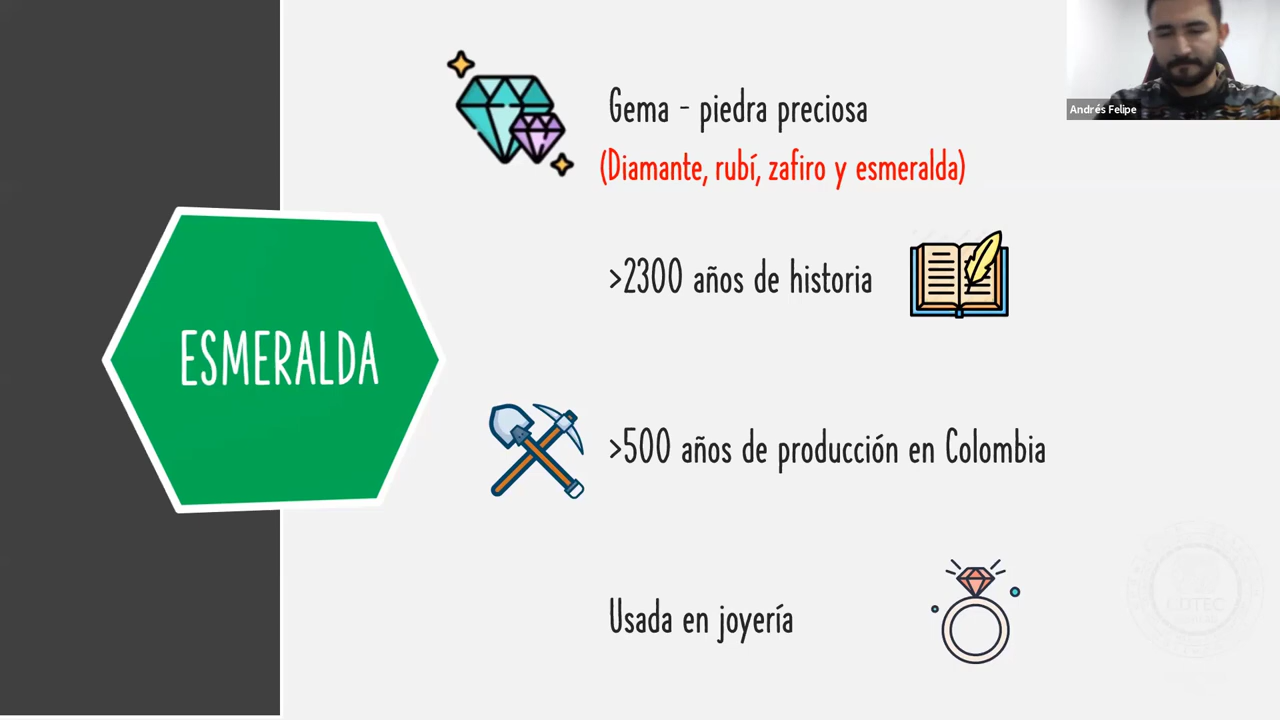 Gema - piedra preciosa
(Diamante, rubí, zafiro y esmeralda)
>2300 años de historia
ESMERALDA
>500 años de producción en Colombia
Usada en joyería
Andrés Felipe
CDTEC